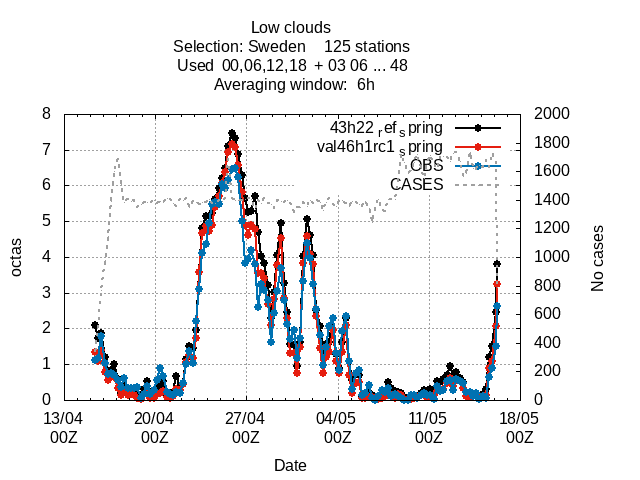 Low clouds
Selection: Sweden 125 stations
Used 00,06,12,18 + 03 06 ... 48
Averaging window: 6h
8 2000
7 1800
6 1600
5 1400
4 1200
3 1000
2 800
1 600
0 400
200
0
octas
No cases
43h22 ref spring
val46h1rc1 spring
OBS
CASES
13/04 20/04 27/04 04/05 11/05 18/05
00Z 00Z 00Z 00Z 00Z 00Z
Date